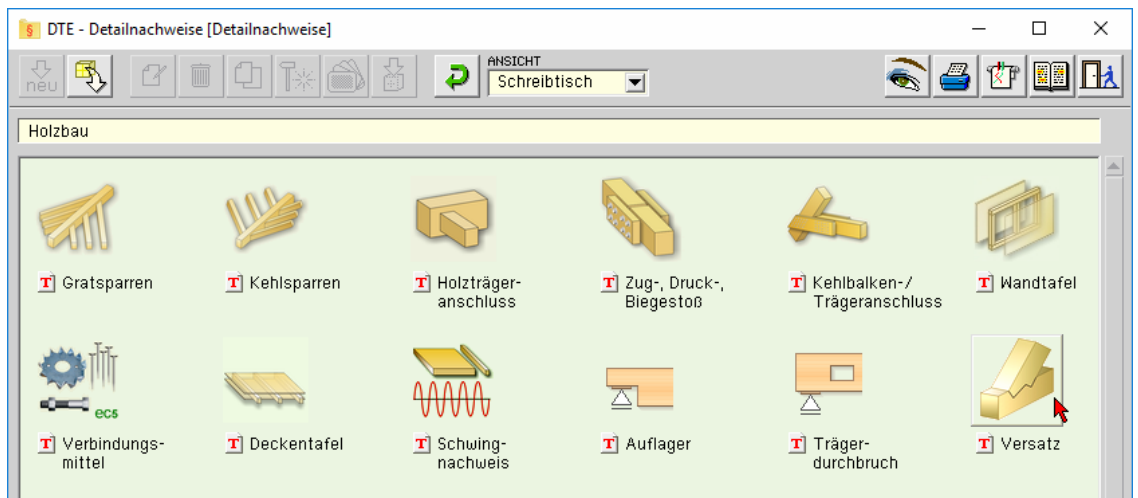 DTE - Detailnachweise [Detailnachweise]
neu
ANSICHT
Schreibtisch
Holzbau
Gratsparren
Kehlsparren
Holzträger-
anschluss
Zug-, Druck-,
Biegestoß
Kehlbalken-/
Trägeranschluss
Wandtafel
ec5
Verbindungs-
mittel
Deckentafel
Schwing-
nachweis
Auflager
Träger-
durchbruch
Versatz